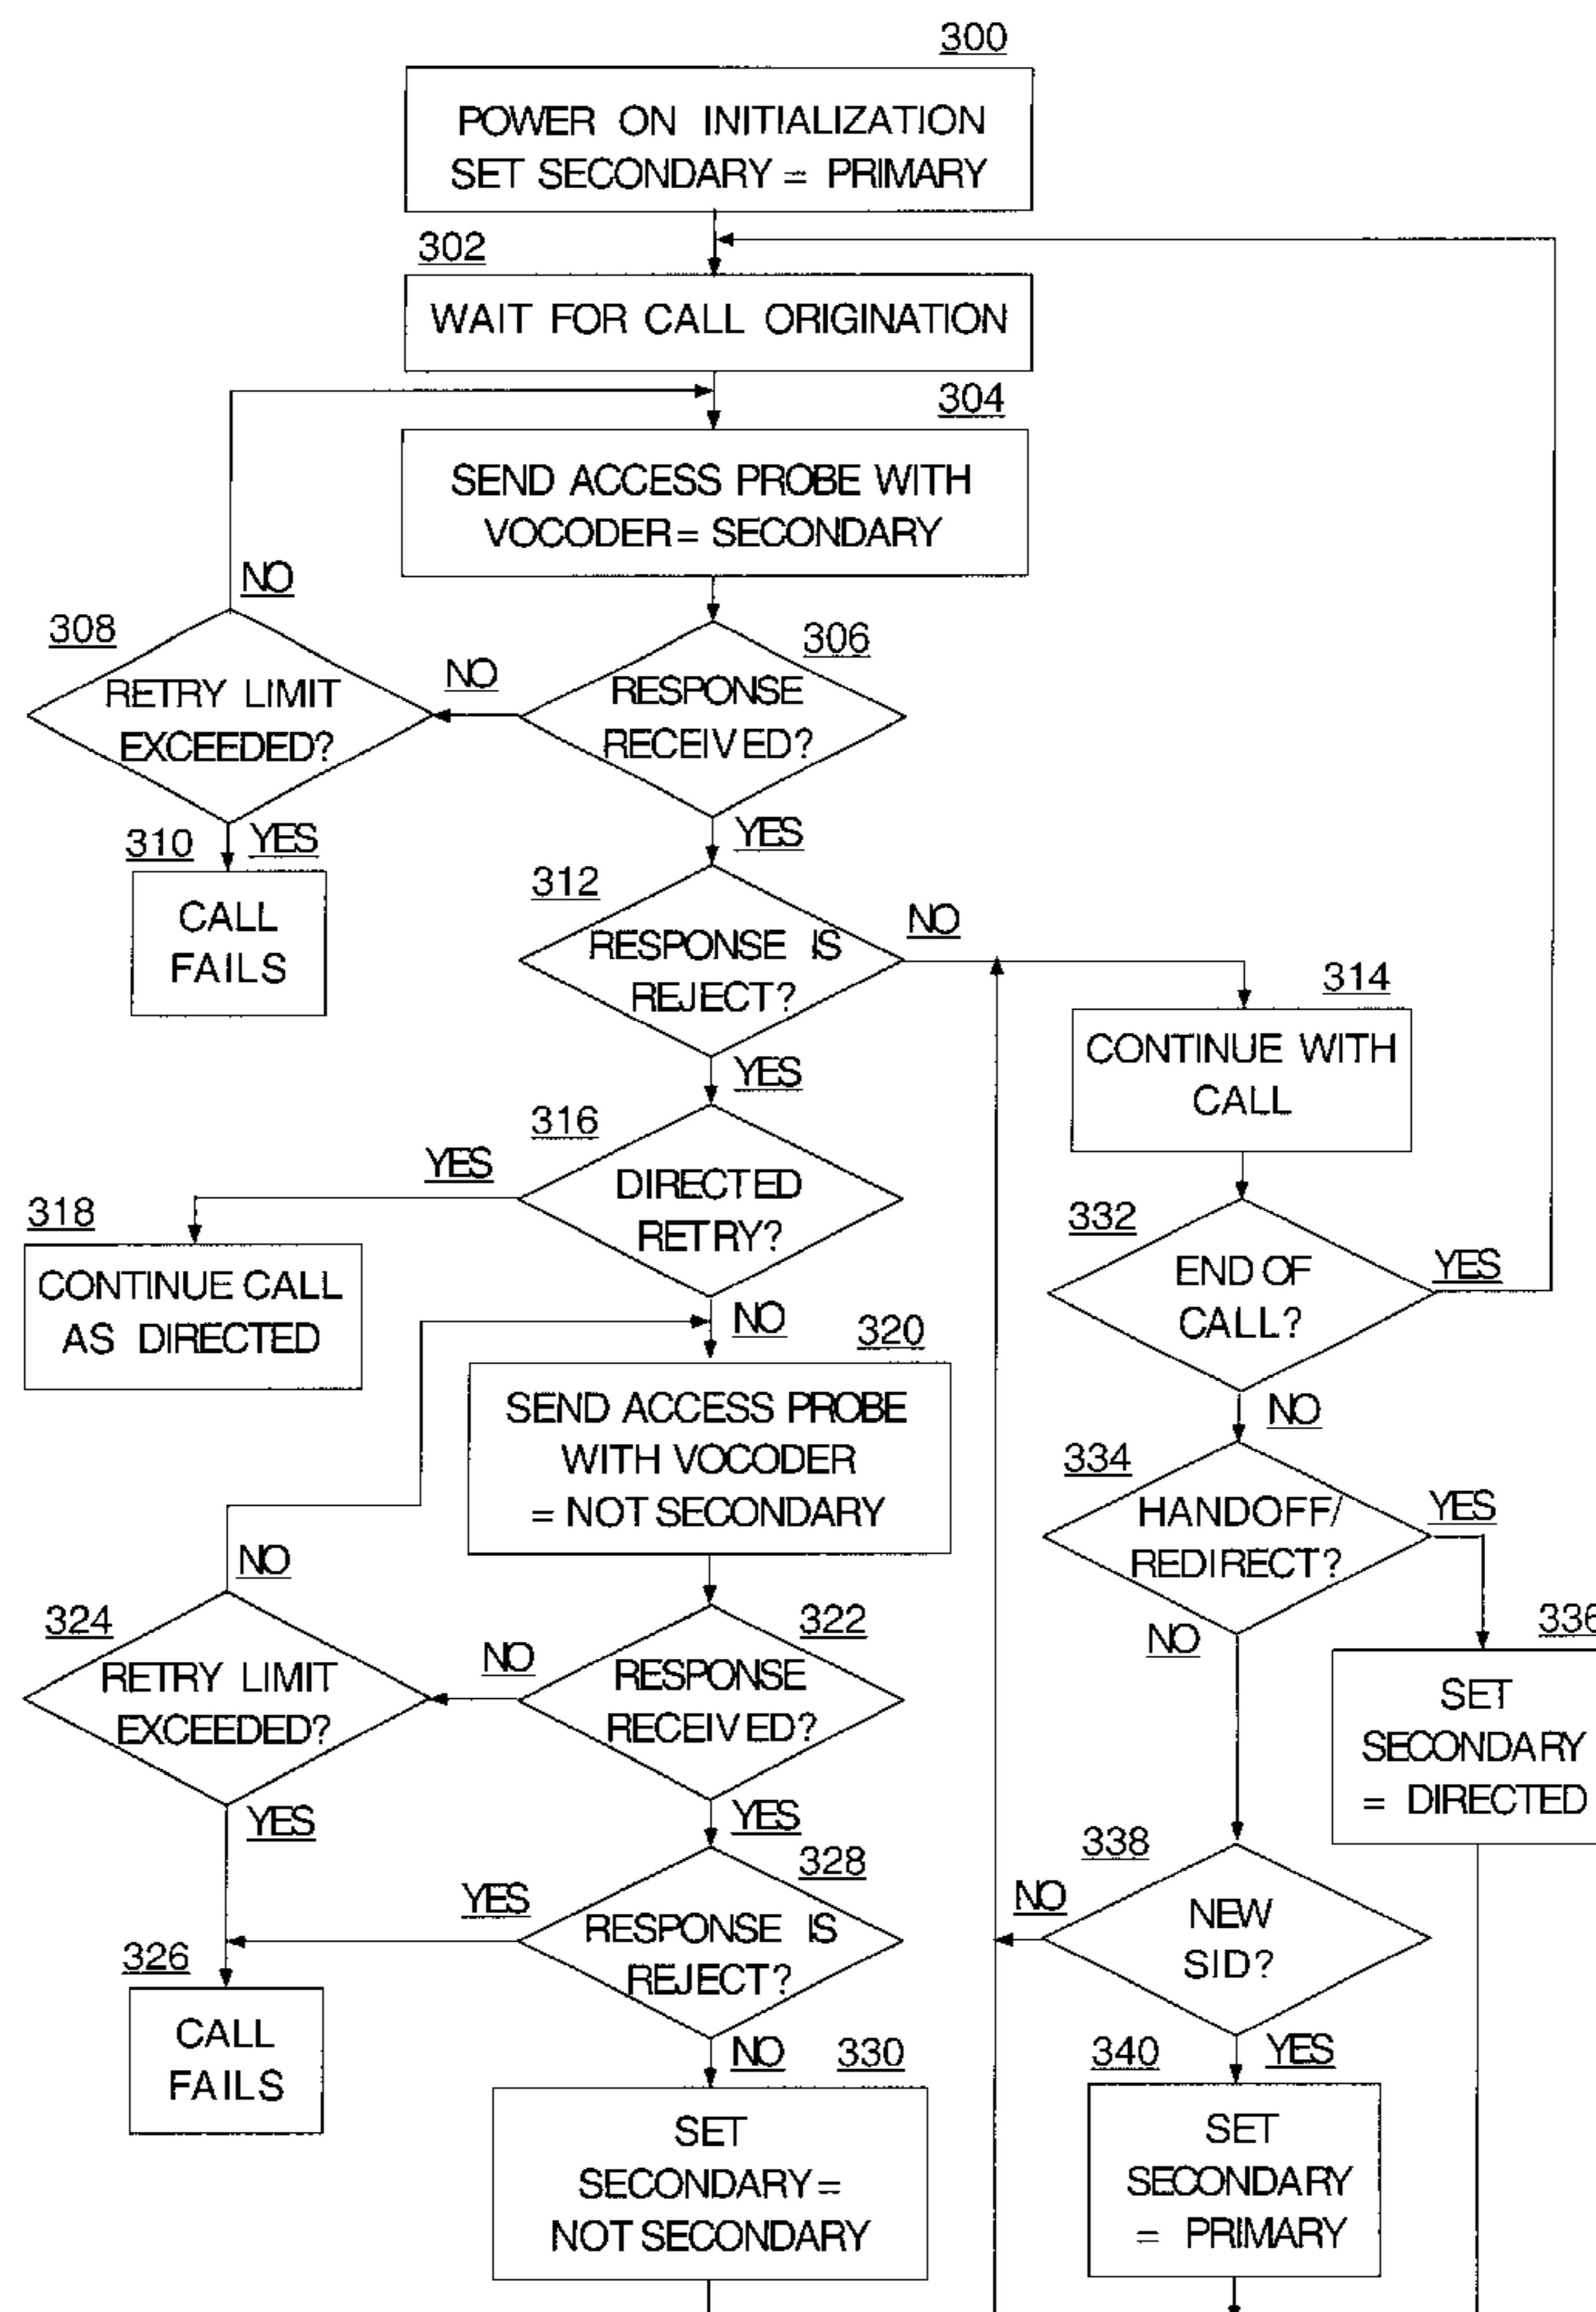 300
POWER ON INITIALIZATION
SET SECONDARY = PRIMARY
302
WAIT FOR CALL ORIGINATION
304
SEND ACCESS PROBE WITH
VOCODER = SECONDARY
NO
308
RETRY LIMIT
EXCEEDED?
NO
306
RESPONSE
RECEIVED?
310
YES
CALL
FAILS
YES
312
RESPONSE IS
REJECT?
NO
314
CONTINUE WITH
CALL
YES
316
DIRECTED
RETRY?
YES
318
CONTINUE CALL
AS DIRECTED
332
END OF
CALL?
YES
NO
320
SEND ACCESS PROBE
WITH VOCODER
= NOT SECONDARY
NO
334
HANDOFF/
REDIRECT?
YES
NO
336
SET
SECONDARY
= DIRECTED
NO
324
RETRY LIMIT
EXCEEDED?
NO
322
RESPONSE
RECEIVED?
YES
YES
328
RESPONSE IS
REJECT?
YES
326
CALL
FAILS
338
NEW
SID?
NO
NO
330
SET
SECONDARY =
NOT SECONDARY
YES
340
SET
SECONDARY
= PRIMARY